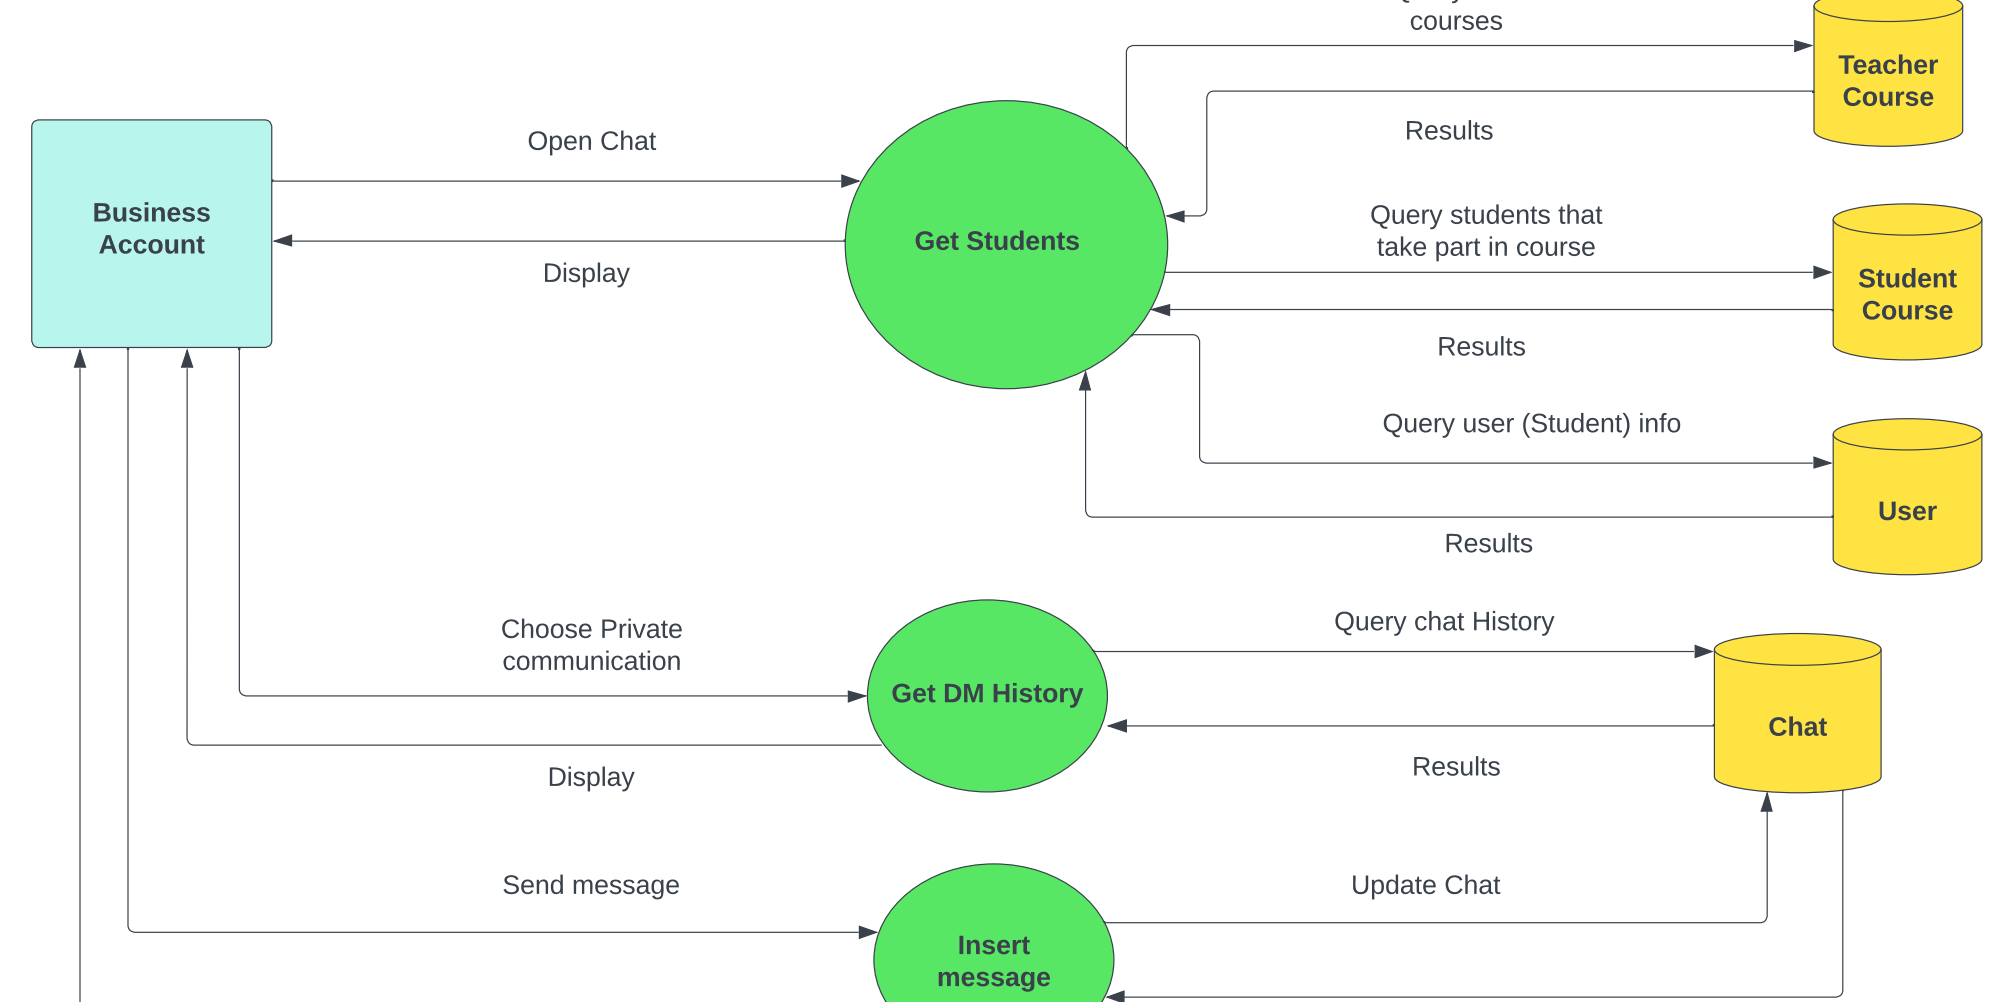 courses
Teacher
Course
Results
Open Chat
Business
Account
Get Students
Display
Query students that
take part in course
Student
Course
Results
Query user (Student) info
User
Results
Choose Private
communication
Query chat History
Get DM History
Chat
Display
Results
Send message
Update Chat
Insert
message